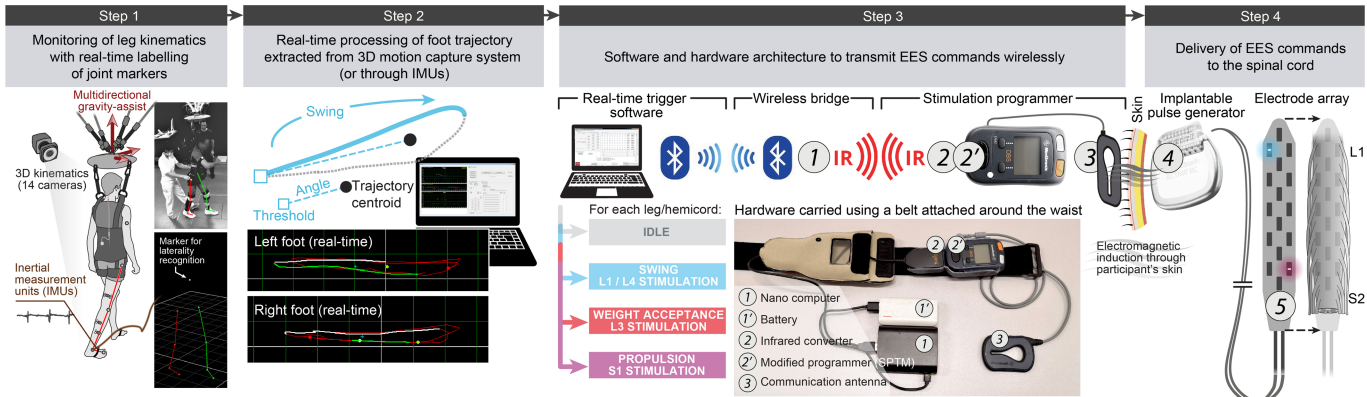 Step 1
Monitoring of leg kinematics
with real-time labelling
of joint markers
Multidirectional
gravity-assist
3D kinematics
(14 cameras)
Marker for
laterality
recognition
Inertial
measurement
units (IMUs)
Step 2
Real-time processing of foot trajectory
extracted from 3D motion capture system
(or through IMUs)
Swing
Angle
Trajectory
centroid
Threshold
Left foot (real-time)
Right foot (real-time)
Step 3
Software and hardware architecture to transmit EES commands wirelessly
Real-time trigger
software
Wireless bridge
Stimulation programmer
Skin
1
IR
IR
2
2′
3
For each leg/hemicord:
IDLE
SWING
L1 / L4 STIMULATION
WEIGHT ACCEPTANCE
L3 STIMULATION
PROPULSION
S1 STIMULATION
Hardware carried using a belt attached around the waist
2
2′
1′
1
3
1 Nano computer
1′ Battery
2 Infrared converter
2′ Modified programmer (SPTM)
3 Communication antenna
Electromagnetic
induction through
participant's skin
Step 4
Delivery of EES commands
to the spinal cord
Implantable
pulse generator
Electrode array
4
L1
S2
5